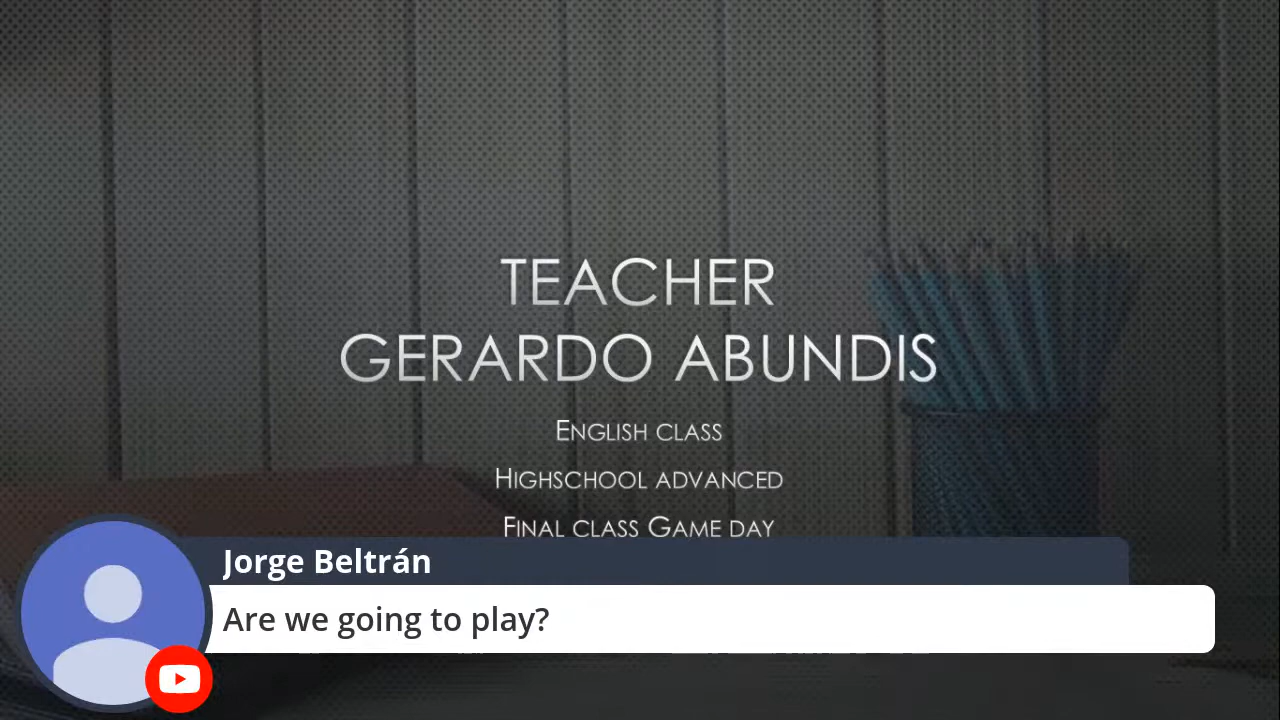 TEACHER
GERARDO ABUNDIS
ENGLISH CLASS
HIGHSCHOOL ADVANCED
FINAL CLASS GAME DAY
Jorge Beltrán
Are we going to play?